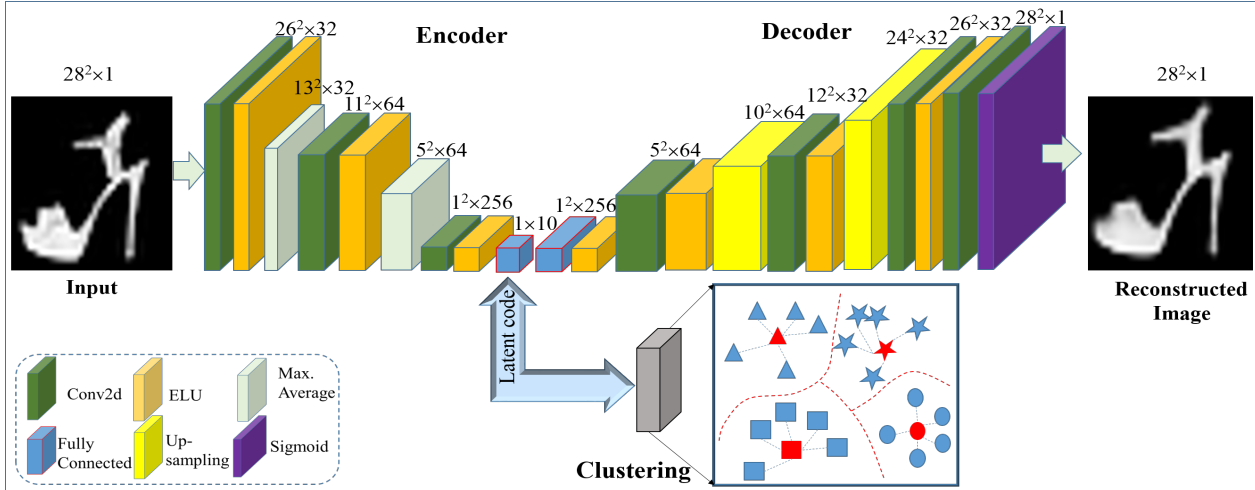 Encoder
Decoder
28²×1
26²×32
13²×32
11²×64
5²×64
1²×256
1×10
1²×256
5²×64
10²×64
12²×32
24²×32
26²×32
28²×1
28²×1
Input
Reconstructed
Image
Latent code
Clustering
Conv2d
ELU
Max.
Average
Fully
Connected
Up-
sampling
Sigmoid